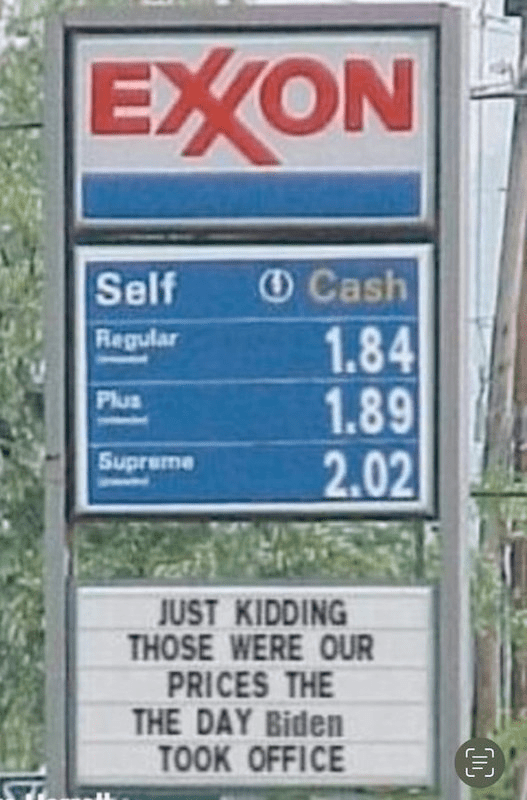 EXXON
Self Cash
Regular 1.84
Plus 1.89
Supreme 2.02
JUST KIDDING
THOSE WERE OUR
PRICES THE
THE DAY Biden
TOOK OFFICE